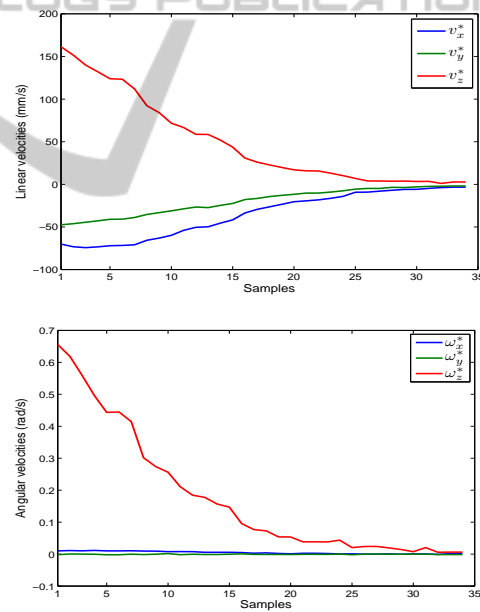 LOGY PUBLICATION
200
150
100
50
0
−50
−100
Linear velocities (mm/s)
v*x
v*y
v*z
1 5 10 15 20 25 30 35
Samples
0.7
0.6
0.5
0.4
0.3
0.2
0.1
0
−0.1
Angular velocities (rad/s)
ω*x
ω*y
ω*z
1 5 10 15 20 25 30 35
Samples